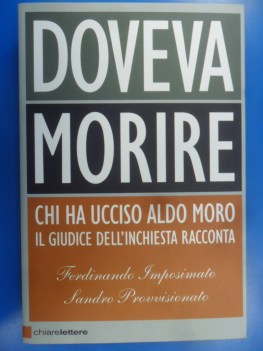 DOVEVA
MORIRE
CHI HA UCCISO ALDO MORO
IL GIUDICE DELL'INCHIESTA RACCONTA
Ferdinando Imposimato
Sandro Provvisionato
chiarelettere